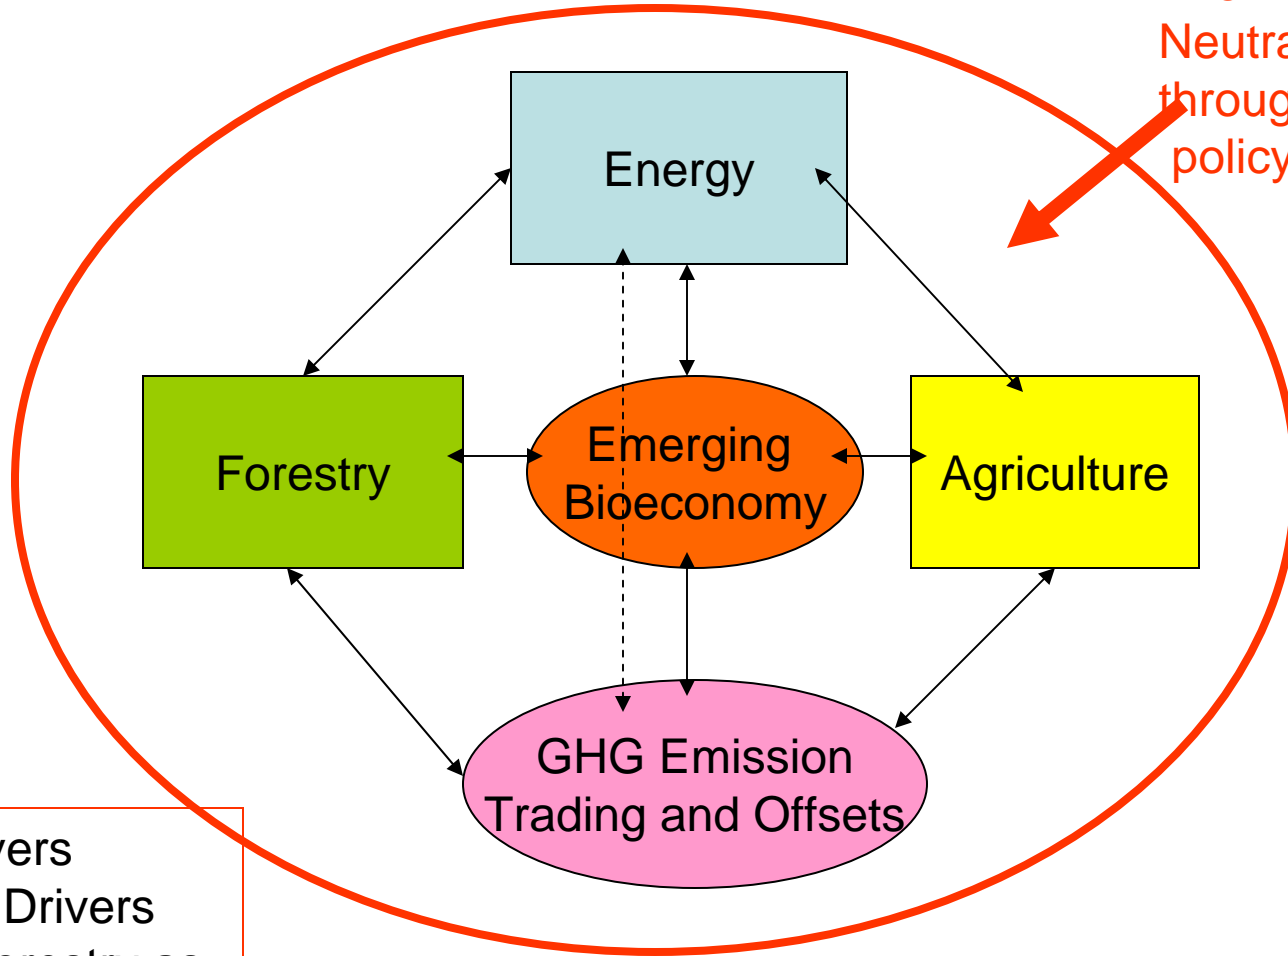 Neutra
throug
policy
Energy
Forestry
Emerging
Bioeconomy
Agriculture
GHG Emission
Trading and Offsets
vers
Drivers